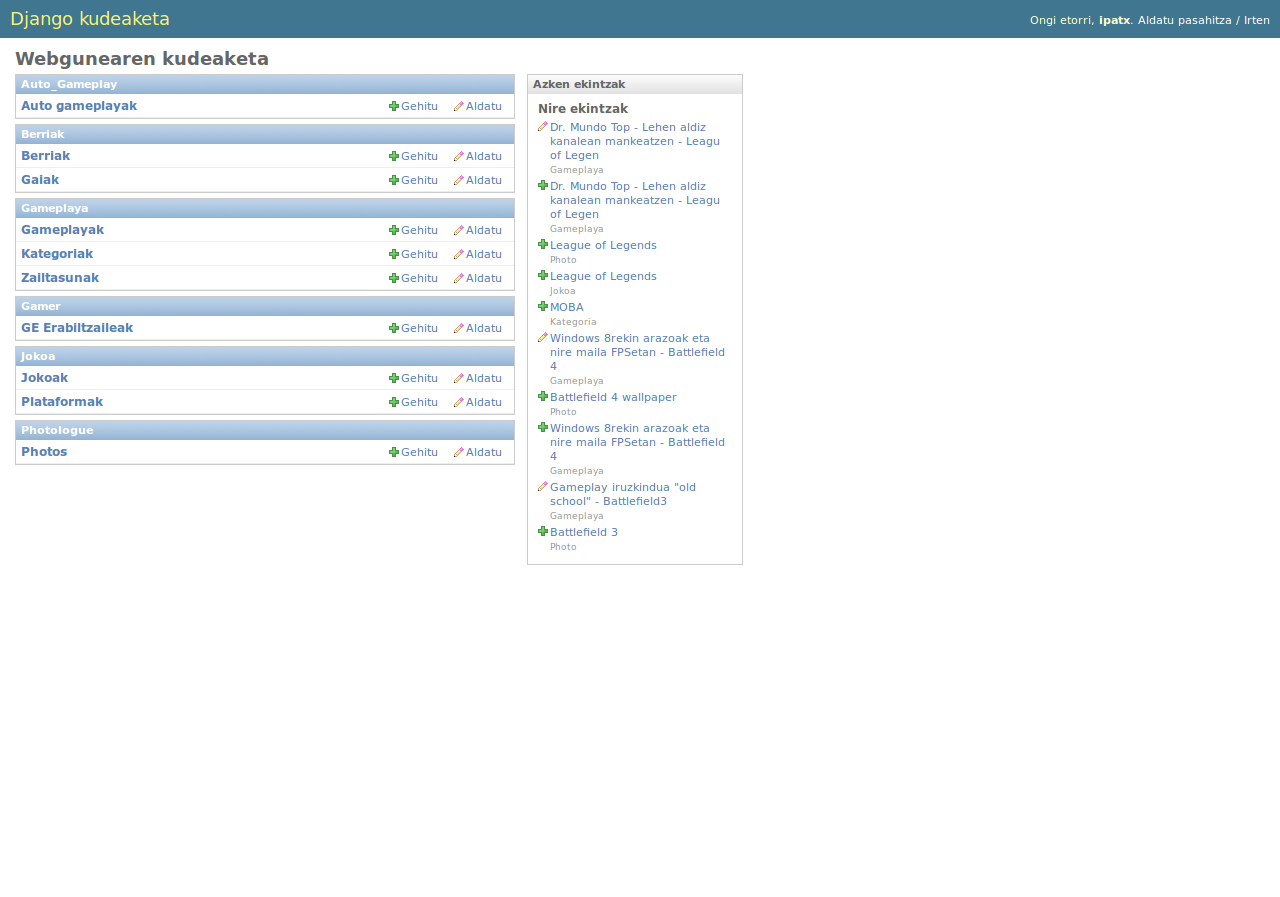 Django kudeaketa
Ongi etorri, ipatx. Aldatu pasahitza / Irten
Webgunearen kudeaketa
Auto_Gameplay
Auto gameplayak Gehitu Aldatu
Berriak
Berriak Gehitu Aldatu
Gaiak Gehitu Aldatu
Gameplaya
Gameplayak Gehitu Aldatu
Kategoriak Gehitu Aldatu
Zailtasunak Gehitu Aldatu
Gamer
GE Erabiltzaileak Gehitu Aldatu
Jokoa
Jokoak Gehitu Aldatu
Plataformak Gehitu Aldatu
Photologue
Photos Gehitu Aldatu
Azken ekintzak
Nire ekintzak
Dr. Mundo Top - Lehen aldiz
kanalean mankeatzen - Leagu
of Legen
Gameplaya
Dr. Mundo Top - Lehen aldiz
kanalean mankeatzen - Leagu
of Legen
Gameplaya
League of Legends
Photo
League of Legends
Jokoa
MOBA
Kategoria
Windows 8rekin arazoak eta
nire maila FPSetan - Battlefield
4
Gameplaya
Battlefield 4 wallpaper
Photo
Windows 8rekin arazoak eta
nire maila FPSetan - Battlefield
4
Gameplaya
Gameplay iruzkindua "old
school" - Battlefield3
Gameplaya
Battlefield 3
Photo